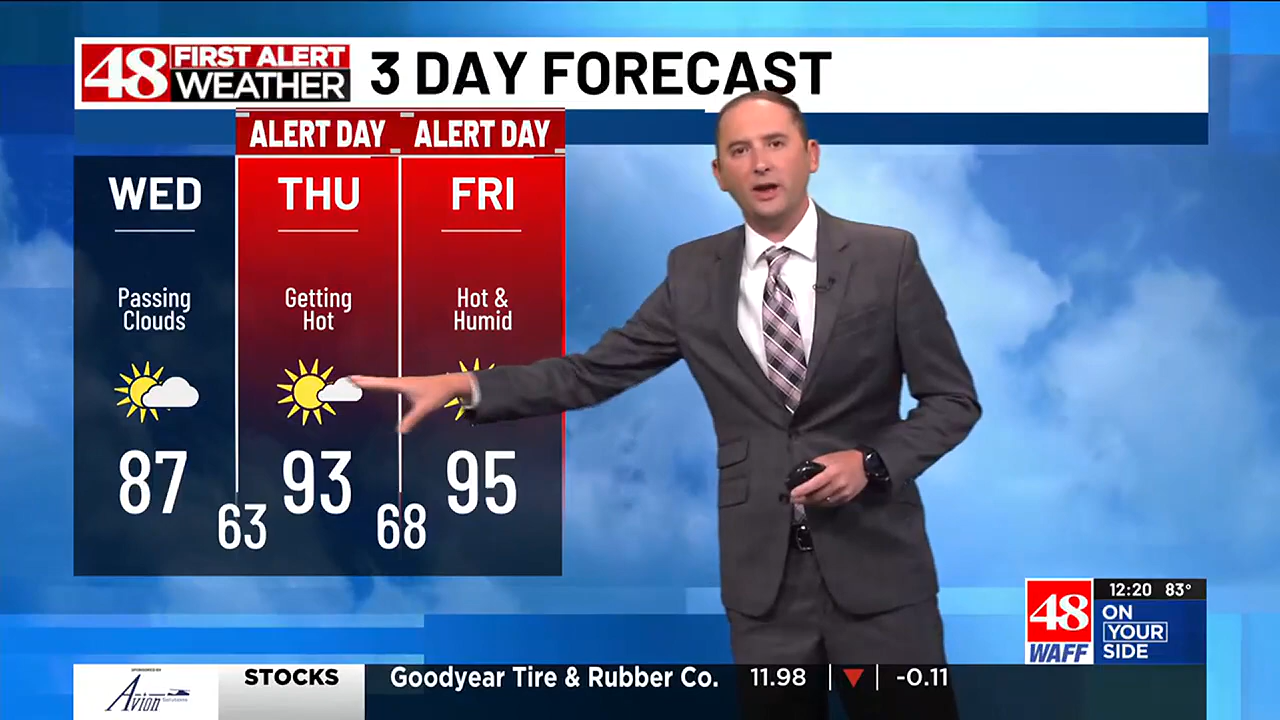 48 FIRST ALERT
WEATHER
3 DAY FORECAST
ALERT DAY
ALERT DAY
WED
THU
FRI
Passing
Clouds
Getting
Hot
Hot &
Humid
87
93
95
63
68
12:20 83°
48
WAFF
ON
YOUR
SIDE
SPONSORED BY
Avion
STOCKS
Goodyear Tire & Rubber Co. 11.98 -0.11